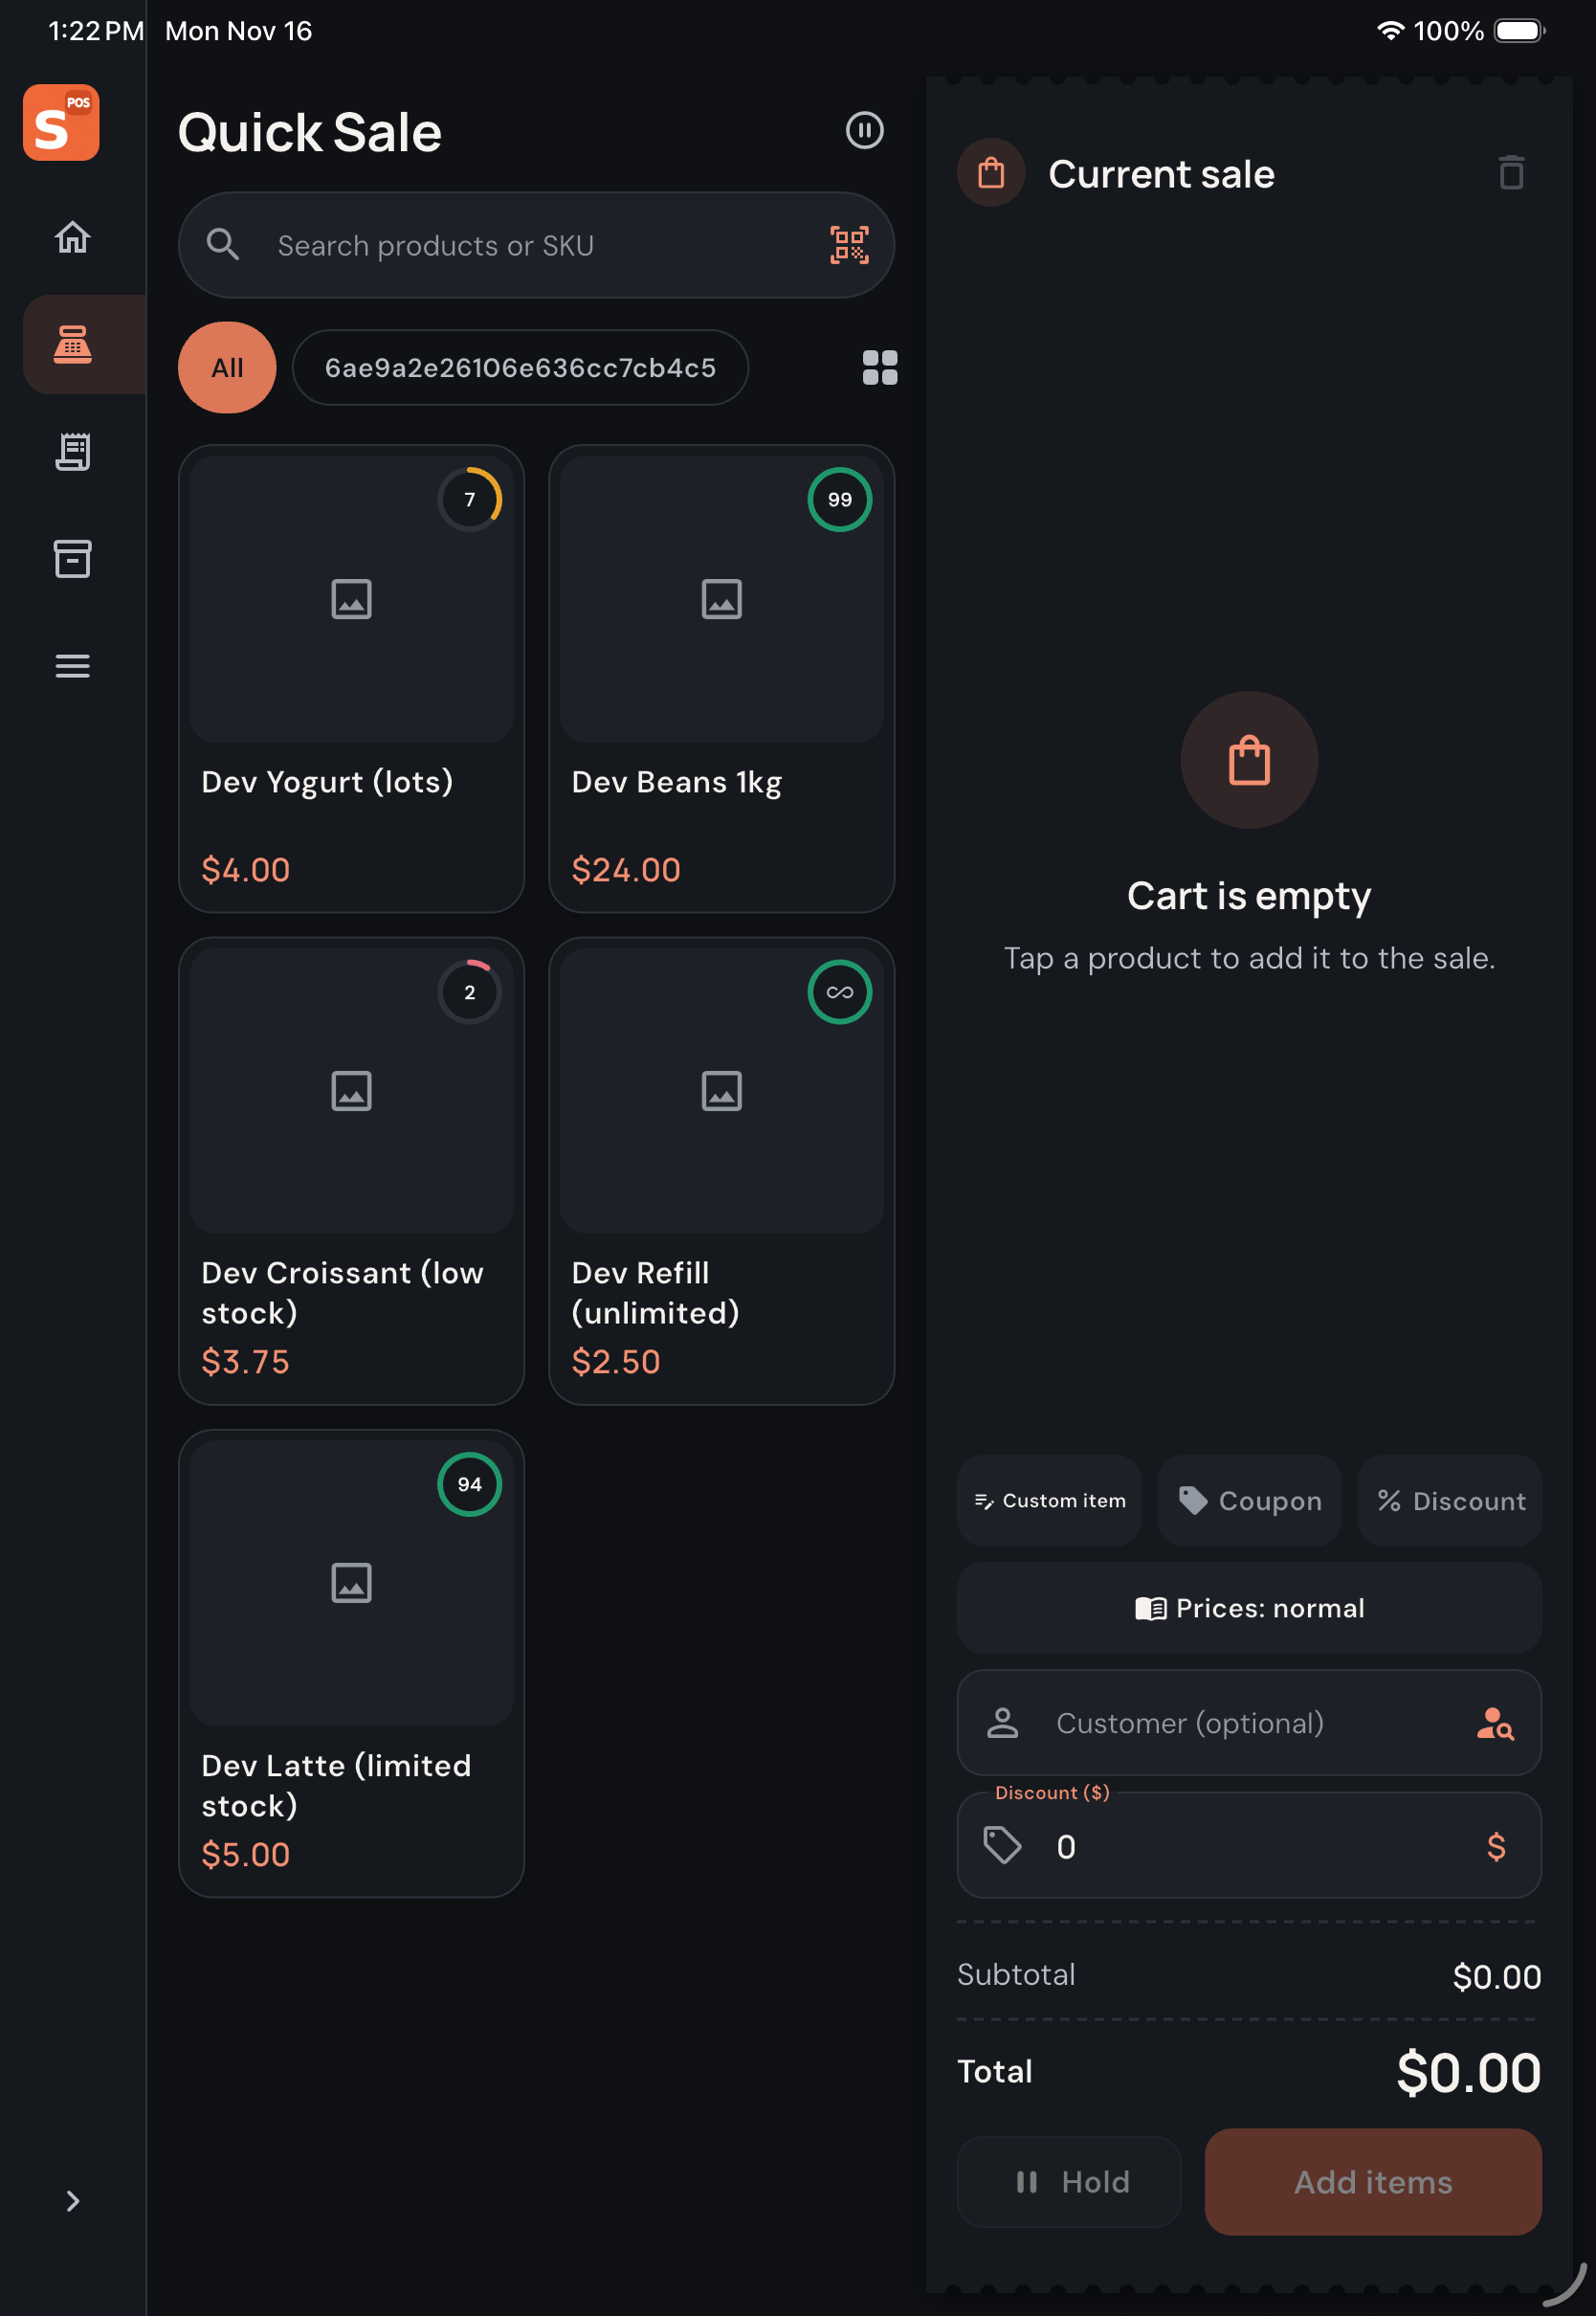 1:22 PM Mon Nov 16
100%
S POS
Quick Sale
Search products or SKU
All
6ae9a2e26106e636cc7cb4c5
7
Dev Yogurt (lots)
$4.00
99
Dev Beans 1kg
$24.00
2
Dev Croissant (low
stock)
$3.75
Dev Refill
(unlimited)
$2.50
94
Dev Latte (limited
stock)
$5.00
Current sale
Cart is empty
Tap a product to add it to the sale.
Custom item
Coupon
Discount
Prices: normal
Customer (optional)
Discount ($)
0
$
Subtotal
$0.00
Total
$0.00
Hold
Add items